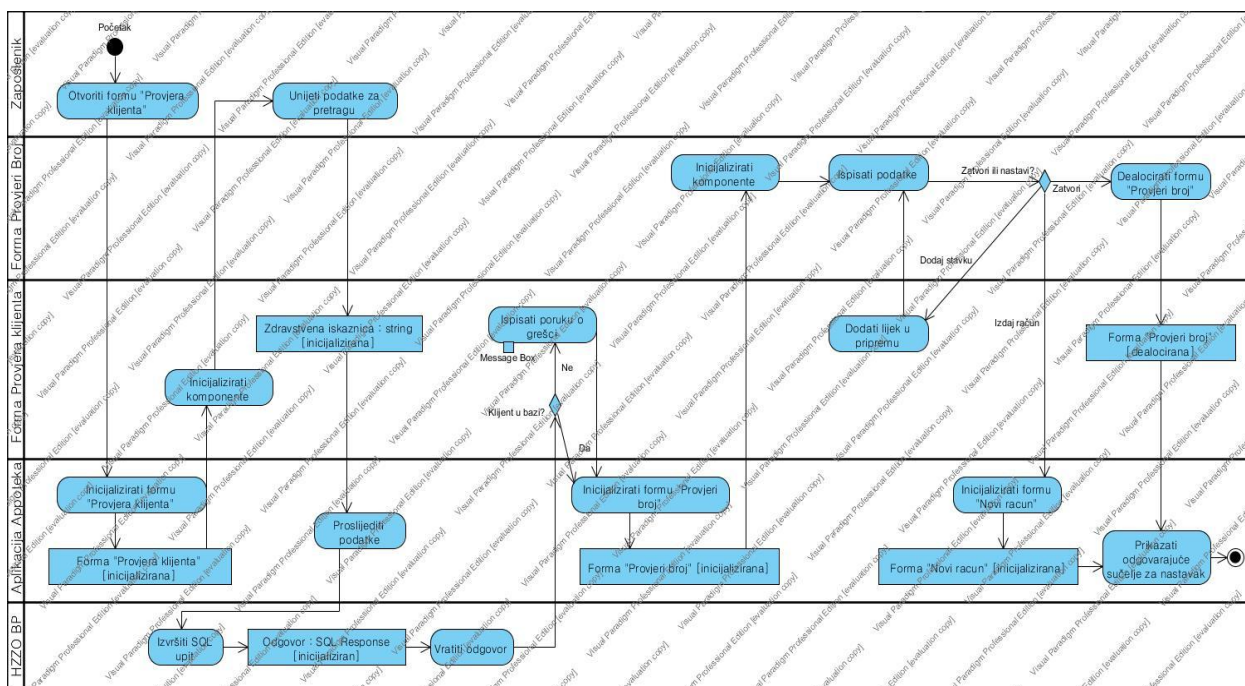 Zaposlenik
Početak
Otvoriti formu "Provjera
klijenta"
Unijeti podatke za
pretragu
Forma Provjeri Broj
Inicijalizirati
komponente
Ispisati podatke
Zetvori ili nastavi?
Zatvori
Dealocirati formu
"Provjeri broj"
Dodaj stavku
Forma Provjera klijenta
Zdravstvena iskaznica : string
[inicijalizirana]
Ispisati poruku o
grešci
Message Box
Ne
Dodati lijek u
pripremu
Izdaj račun
Forma "Provjeri broj"
[dealocirana]
Inicijalizirati
komponente
Klijent u bazi?
Da
Aplikacija Appoteka
Inicijalizirati formu
"Provjera klijenta"
Forma "Provjera klijenta"
[inicijalizirana]
Proslijediti
podatke
Inicijalizirati formu "Provjeri
broj"
Forma "Provjeri broj" [inicijalizirana]
Inicijalizirati formu
"Novi racun"
Forma "Novi racun" [inicijalizirana]
Prikazati
odgovarajuće
sučelje za nastavak
HZZO BP
Izvršiti SQL
upit
Odgovor : SQL Response
[inicijaliziran]
Vratiti odgovor
Visual Paradigm Professional Edition [evaluation copy]